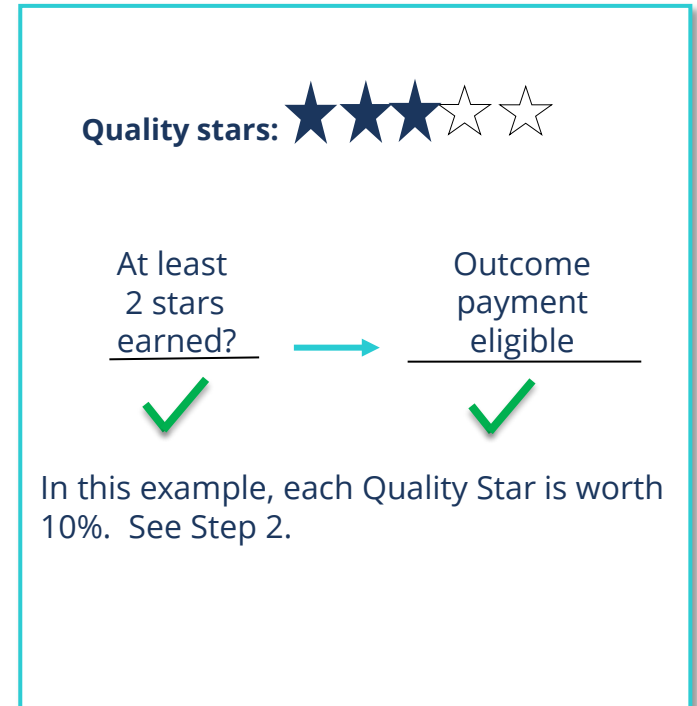 Quality stars:
At least
2 stars
earned?
Outcome
payment
eligible
In this example, each Quality Star is worth
10%.  See Step 2.